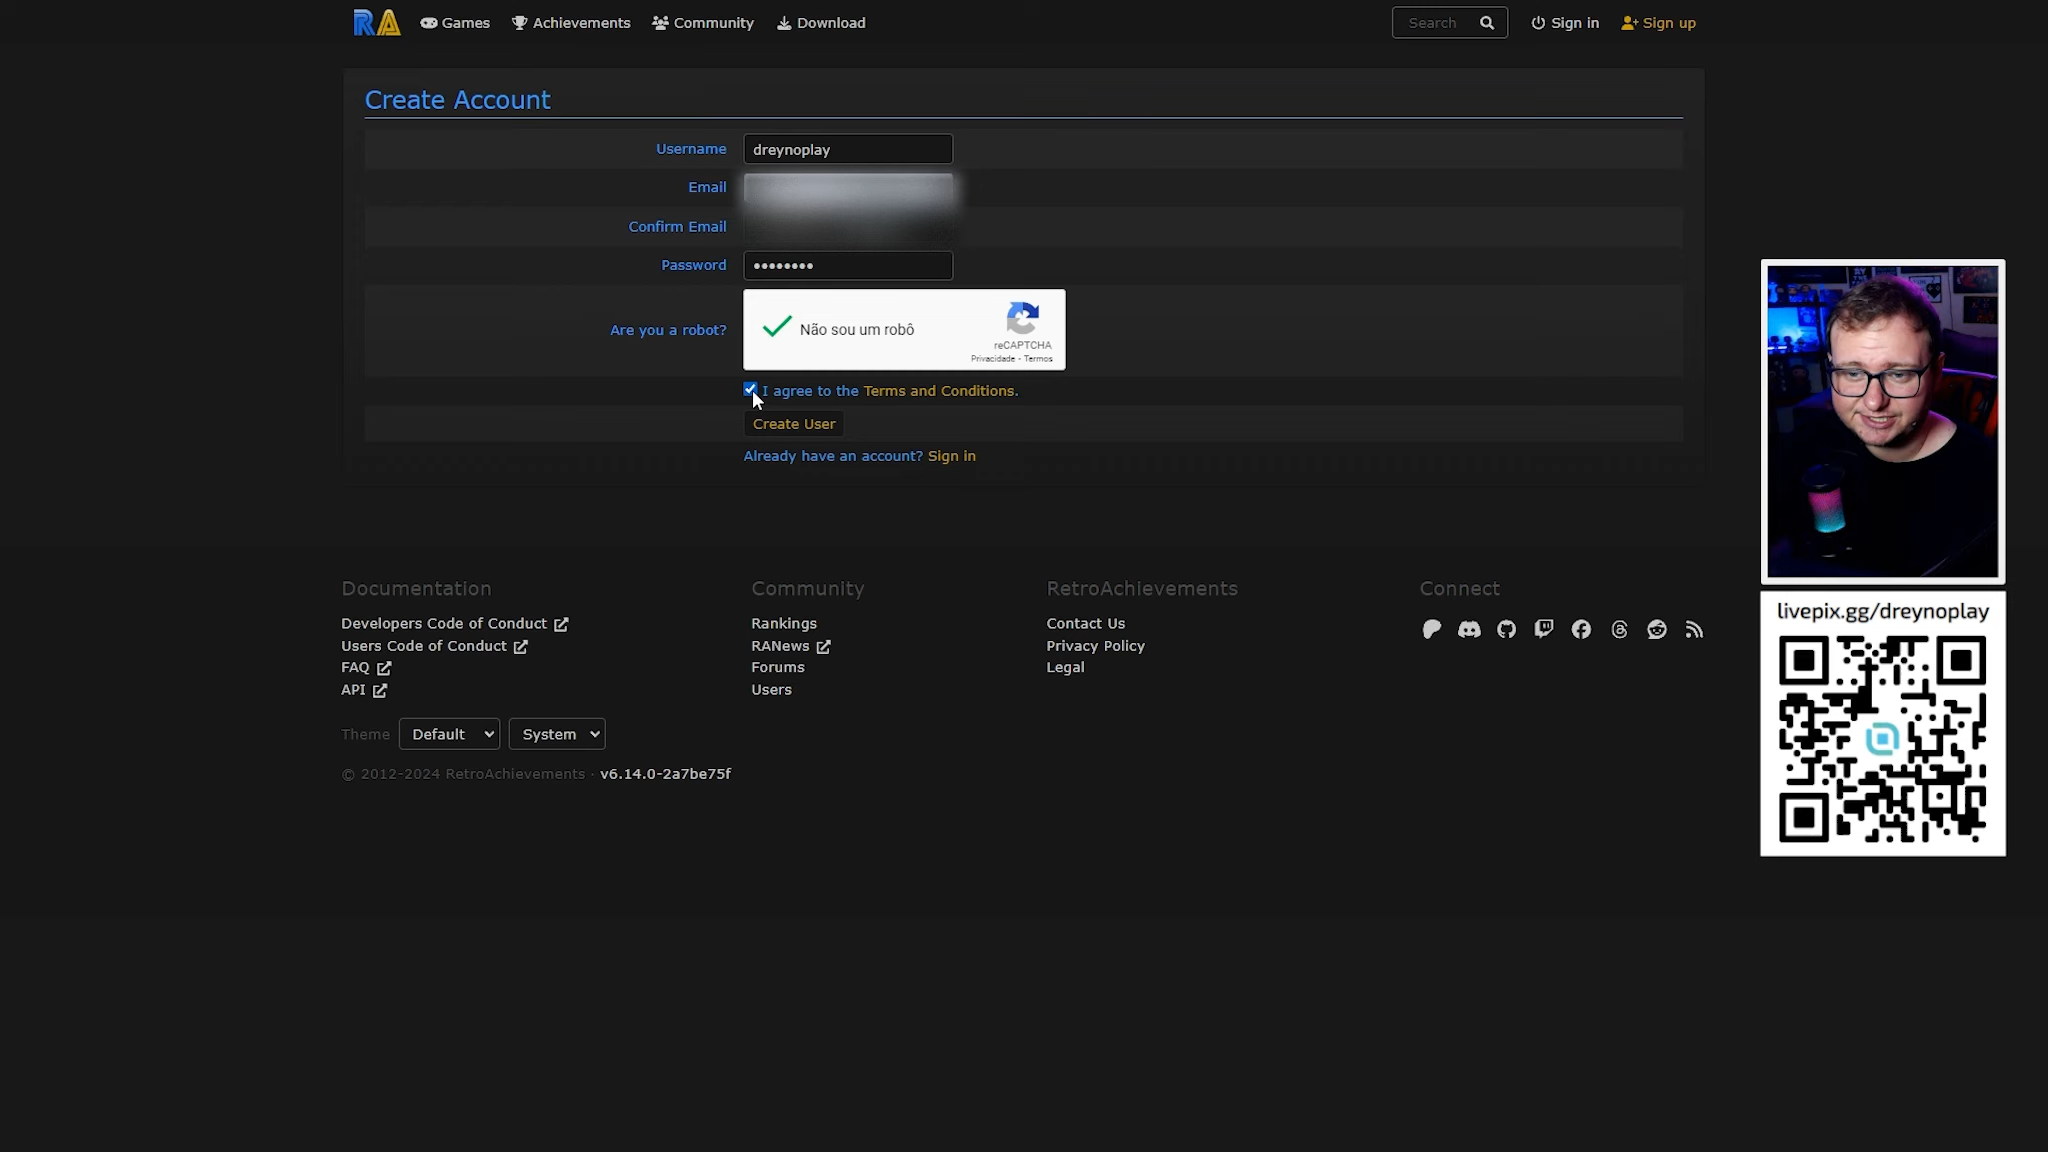 RA Games Achievements Community Download Search Sign in Sign up
Create Account
Username dreynoplay
Email
Confirm Email
Password ••••••••
Are you a robot? Não sou um robô
reCAPTCHA
Privacidade - Termos
I agree to the Terms and Conditions.
Create User
Already have an account? Sign in
Documentation
Developers Code of Conduct
Users Code of Conduct
FAQ
API
Community
Rankings
RANews
Forums
Users
RetroAchievements
Contact Us
Privacy Policy
Legal
Connect
Theme Default System
© 2012-2024 RetroAchievements · v6.14.0-2a7be75f
livepix.gg/dreynoplay